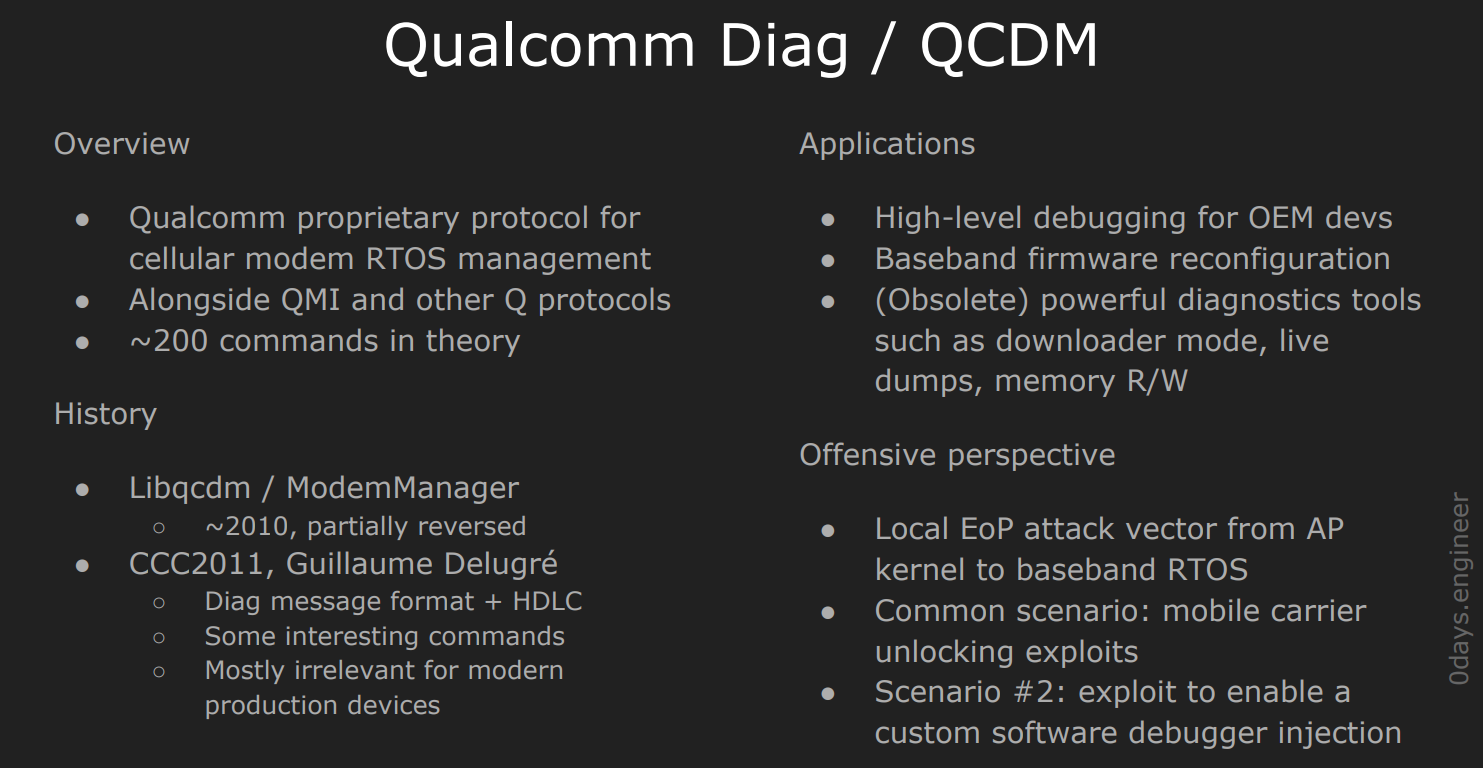 Qualcomm Diag / QCDM
Overview
● Qualcomm proprietary protocol for
cellular modem RTOS management
● Alongside QMI and other Q protocols
● ~200 commands in theory
History
● Libqcdm / ModemManager
○ ~2010, partially reversed
● CCC2011, Guillaume Delugré
○ Diag message format + HDLC
○ Some interesting commands
○ Mostly irrelevant for modern
production devices
Applications
● High-level debugging for OEM devs
● Baseband firmware reconfiguration
● (Obsolete) powerful diagnostics tools
such as downloader mode, live
dumps, memory R/W
Offensive perspective
● Local EoP attack vector from AP
kernel to baseband RTOS
● Common scenario: mobile carrier
unlocking exploits
● Scenario #2: exploit to enable a
custom software debugger injection
0days.engineer